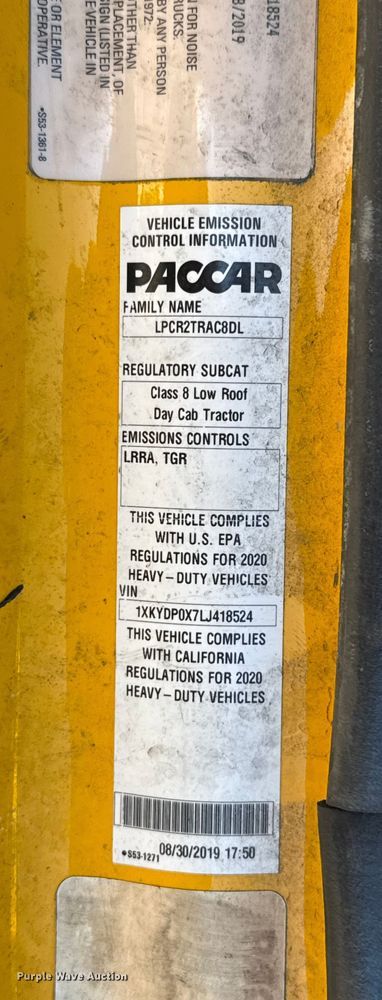 18524
8/2019
N FOR NOISE
RUCKS.
BY ANY PERSON
1972:
THER THAN
PLACEMENT, OF
SIGN (LISTED IN
E VEHICLE IN
OR ELEMENT
OPERATIVE.
•S53-1361-8
VEHICLE EMISSION
CONTROL INFORMATION
PACCAR
FAMILY NAME
LPCR2TRAC8DL
REGULATORY SUBCAT
Class 8 Low Roof
Day Cab Tractor
EMISSIONS CONTROLS
LRRA, TGR
THIS VEHICLE COMPLIES
WITH U.S. EPA
REGULATIONS FOR 2020
HEAVY-DUTY VEHICLES
VIN
1XKYDP0X7LJ418524
THIS VEHICLE COMPLIES
WITH CALIFORNIA
REGULATIONS FOR 2020
HEAVY-DUTY VEHICLES
•S53-1271 08/30/2019 17:50
Purple Wave Auction